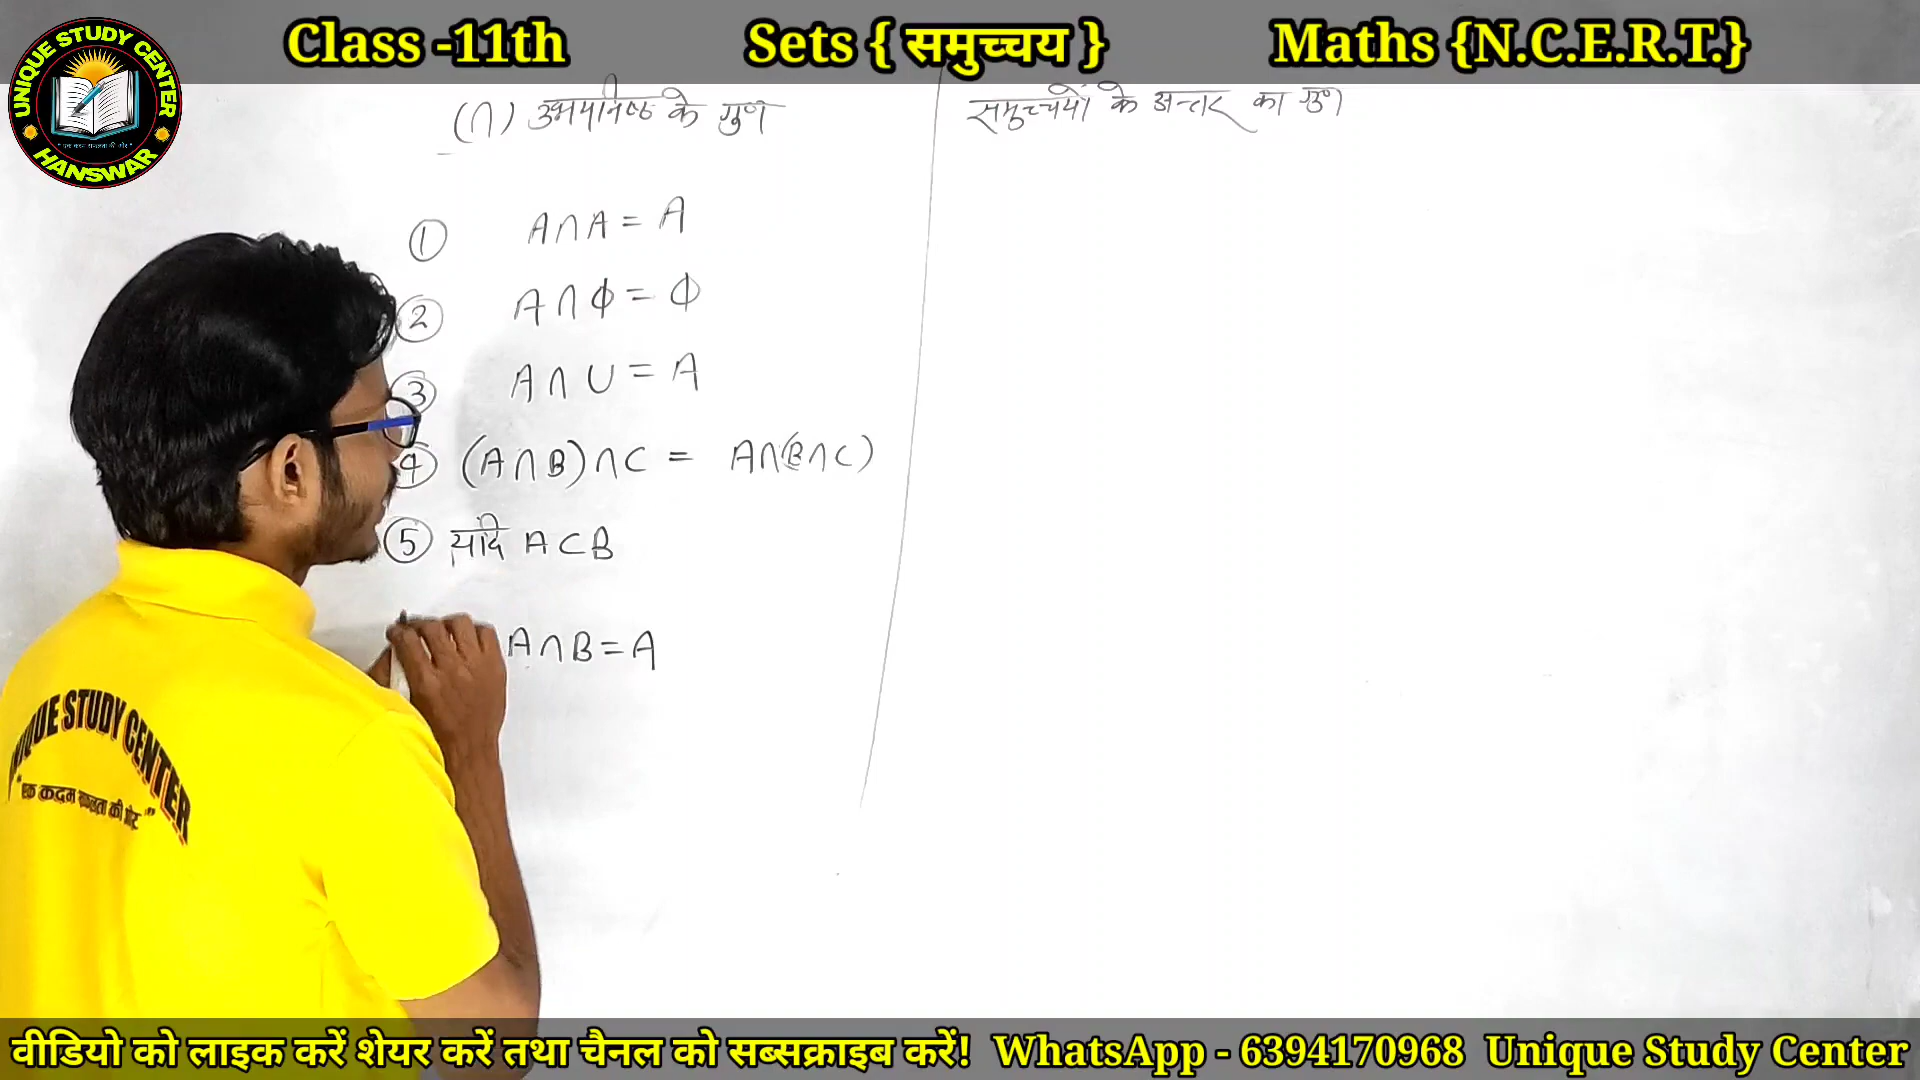 Class -11th
Sets { समुच्चय }
Maths {N.C.E.R.T.}
UNIQUE STUDY CENTER
HANSWAR
(∩) उभयनिष्ठ के गुण
① A∩A = A
② A∩Φ = Φ
③ A∩U = A
④ (A∩B)∩C = A∩(B∩C)
⑤ यदि A⊂B
A∩B=A
समुच्चयों के अन्तर का गुण
UNIQUE STUDY CENTER
"एक कदम सफलता की ओर"
वीडियो को लाइक करें शेयर करें तथा चैनल को सब्सक्राइब करें! WhatsApp - 6394170968 Unique Study Center